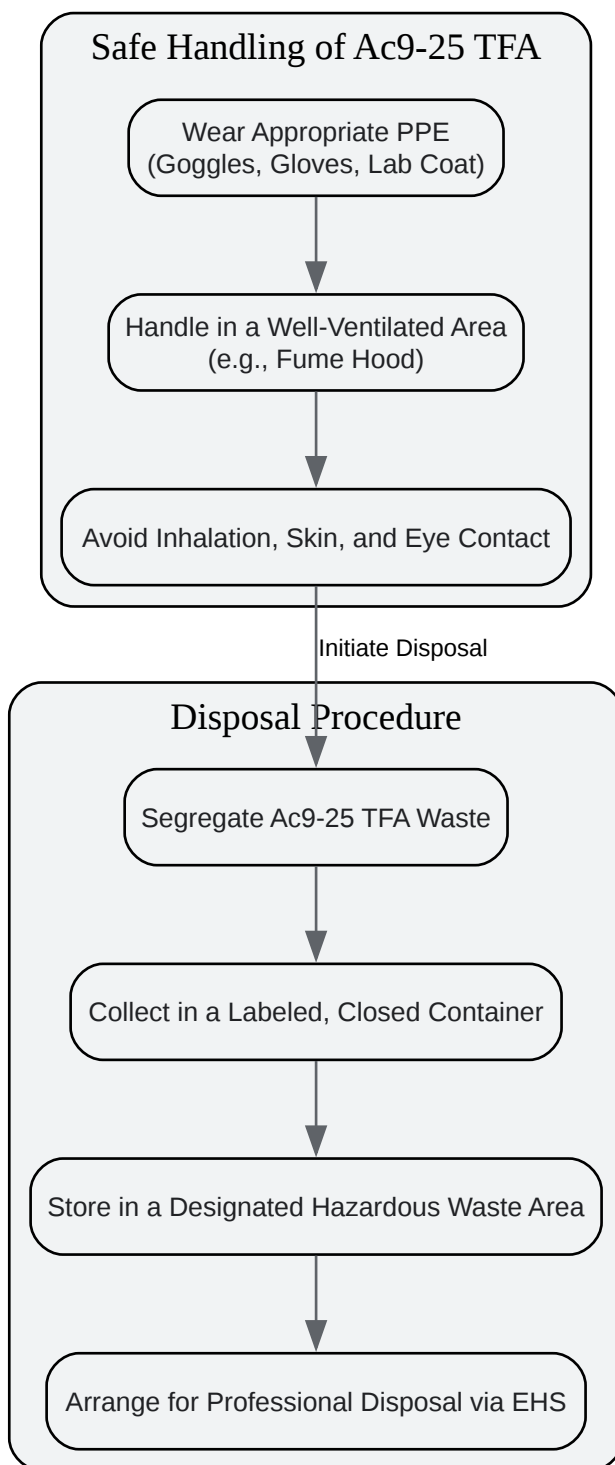 Safe Handling of Ac9-25 TFA
Wear Appropriate PPE
(Goggles, Gloves, Lab Coat)
Handle in a Well-Ventilated Area
(e.g., Fume Hood)
Avoid Inhalation, Skin, and Eye Contact
Initiate Disposal
Disposal Procedure
Segregate Ac9-25 TFA Waste
Collect in a Labeled, Closed Container
Store in a Designated Hazardous Waste Area
Arrange for Professional Disposal via EHS